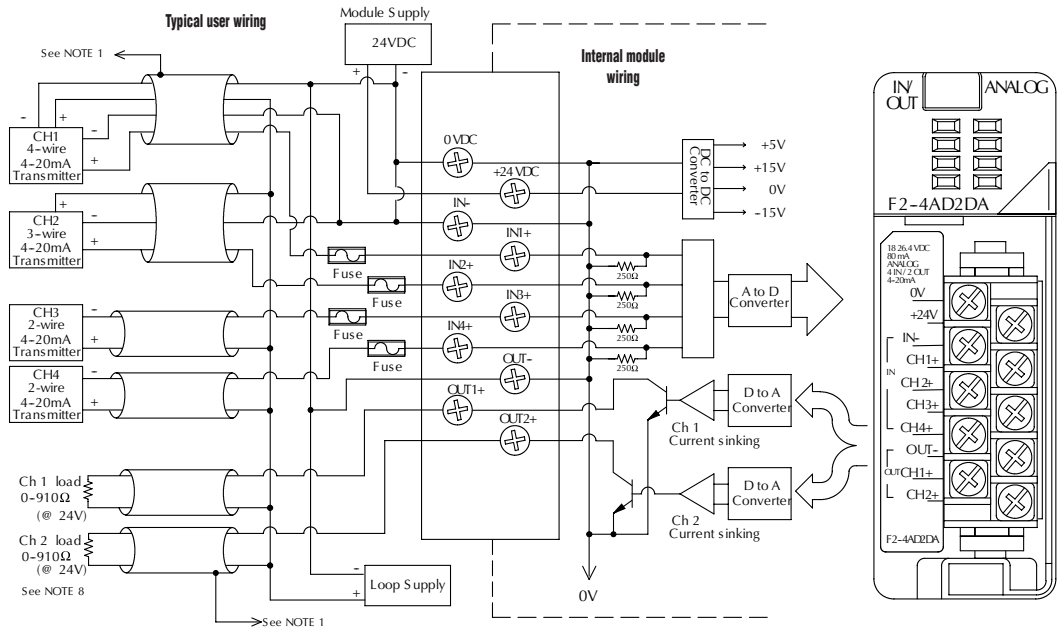 Typical user wiring
Module Supply
24VDC
+ -
See NOTE 1
Internal module
wiring
- +
-
+
CH1
4-wire
4-20mA
Transmitter
+
-
+
CH2
3-wire
4-20mA
Transmitter
-
+
CH3
2-wire
4-20mA
Transmitter
-
+
CH4
2-wire
4-20mA
Transmitter
Fuse
Fuse
Fuse
Fuse
0VDC
+24VDC
IN-
IN1+
IN2+
IN3+
IN4+
OUT-
OUT1+
OUT2+
DC to DC
Converter
+5V
+15V
0V
-15V
250Ω
250Ω
250Ω
250Ω
A to D
Converter
D to A
Converter
Ch 1
Current sinking
D to A
Converter
Ch 2
Current sinking
0V
Ch 1 load
0-910Ω
(@ 24V)
Ch 2 load
0-910Ω
(@ 24V)
See NOTE 8
-
+
Loop Supply
See NOTE 1
IN/
OUT
ANALOG
F2-4AD2DA
18 26.4 VDC
80 mA
ANALOG
4 IN/ 2 OUT
4-20mA
0V
+24V
IN-
CH1+
IN
CH2+
CH3+
CH4+
OUT-
OUT
CH1+
CH2+
F2-4AD2DA